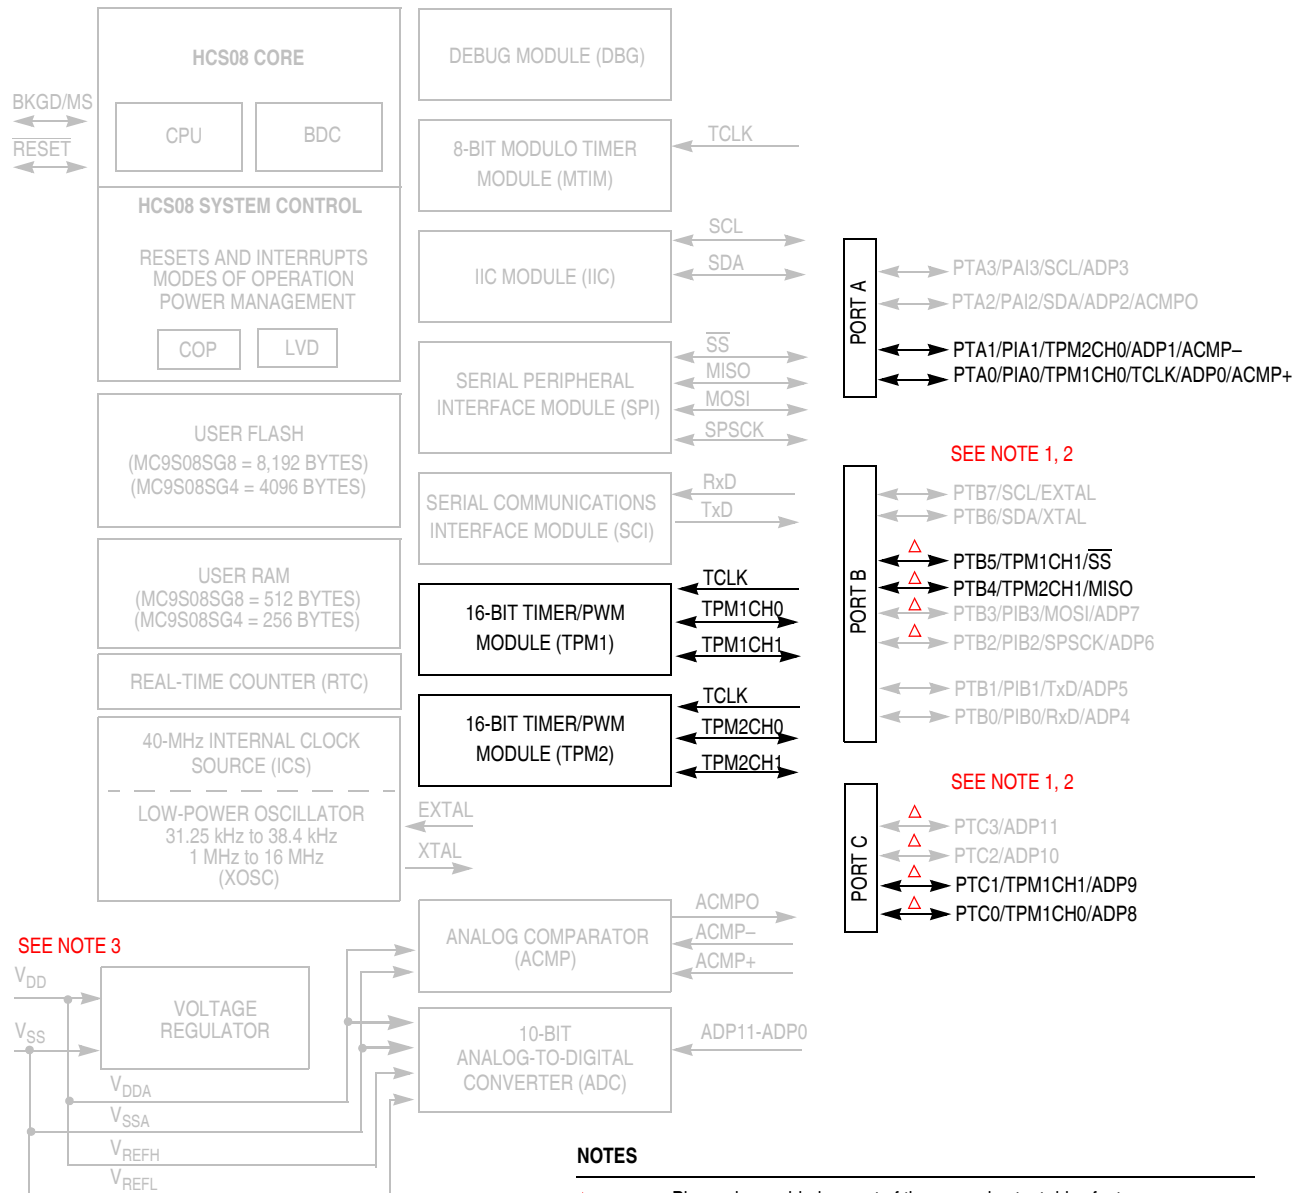 HCS08 CORE
BKGD/MS
RESET
CPU
BDC
HCS08 SYSTEM CONTROL
RESETS AND INTERRUPTS
MODES OF OPERATION
POWER MANAGEMENT
COP
LVD
USER FLASH
(MC9S08SG8 = 8,192 BYTES)
(MC9S08SG4 = 4096 BYTES)
USER RAM
(MC9S08SG8 = 512 BYTES)
(MC9S08SG4 = 256 BYTES)
REAL-TIME COUNTER (RTC)
40-MHz INTERNAL CLOCK
SOURCE (ICS)
LOW-POWER OSCILLATOR
31.25 kHz to 38.4 kHz
1 MHz to 16 MHz
(XOSC)
EXTAL
XTAL
SEE NOTE 3
VDD
VSS
VOLTAGE
REGULATOR
VDDA
VSSA
VREFH
VREFL
DEBUG MODULE (DBG)
8-BIT MODULO TIMER
MODULE (MTIM)
TCLK
IIC MODULE (IIC)
SCL
SDA
SERIAL PERIPHERAL
INTERFACE MODULE (SPI)
SS
MISO
MOSI
SPSCK
SERIAL COMMUNICATIONS
INTERFACE MODULE (SCI)
RxD
TxD
16-BIT TIMER/PWM
MODULE (TPM1)
TCLK
TPM1CH0
TPM1CH1
16-BIT TIMER/PWM
MODULE (TPM2)
TCLK
TPM2CH0
TPM2CH1
ANALOG COMPARATOR
(ACMP)
ACMPO
ACMP–
ACMP+
10-BIT
ANALOG-TO-DIGITAL
CONVERTER (ADC)
ADP11-ADP0
PORT A
PTA3/PAI3/SCL/ADP3
PTA2/PAI2/SDA/ADP2/ACMPO
PTA1/PIA1/TPM2CH0/ADP1/ACMP–
PTA0/PIA0/TPM1CH0/TCLK/ADP0/ACMP+
SEE NOTE 1, 2
PORT B
PTB7/SCL/EXTAL
PTB6/SDA/XTAL
PTB5/TPM1CH1/SS
PTB4/TPM2CH1/MISO
PTB3/PIB3/MOSI/ADP7
PTB2/PIB2/SPSCK/ADP6
PTB1/PIB1/TxD/ADP5
PTB0/PIB0/RxD/ADP4
SEE NOTE 1, 2
PORT C
PTC3/ADP11
PTC2/ADP10
PTC1/TPM1CH1/ADP9
PTC0/TPM1CH0/ADP8
NOTES